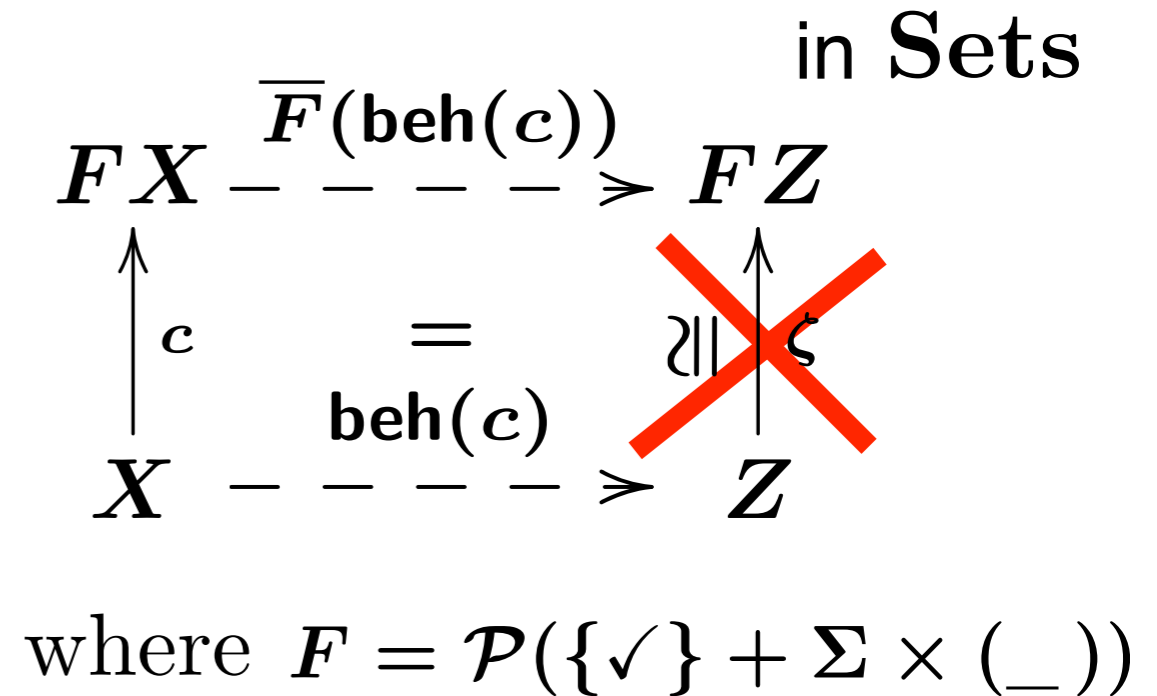 in Sets
F̅(beh(c))
FX FZ
c = ≅ ζ
beh(c)
X Z
where F = 𝒫({✓} + Σ × (_))